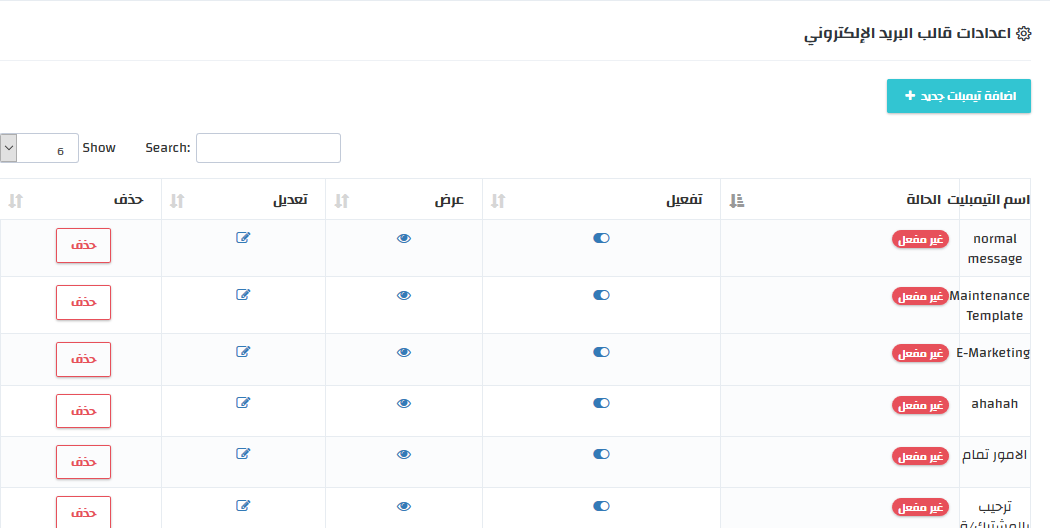 اعدادات قالب البريد الإلكتروني
اضافة تيمبلت جديد +
Search:
Show 6
اسم التيمبليت الحالة تفعيل عرض تعديل حذف
normal message غير مفعل حذف
Maintenance Template غير مفعل حذف
E-Marketing غير مفعل حذف
ahahah غير مفعل حذف
الامور تمام غير مفعل حذف
ترحيب بالمشترك/ة غير مفعل حذف